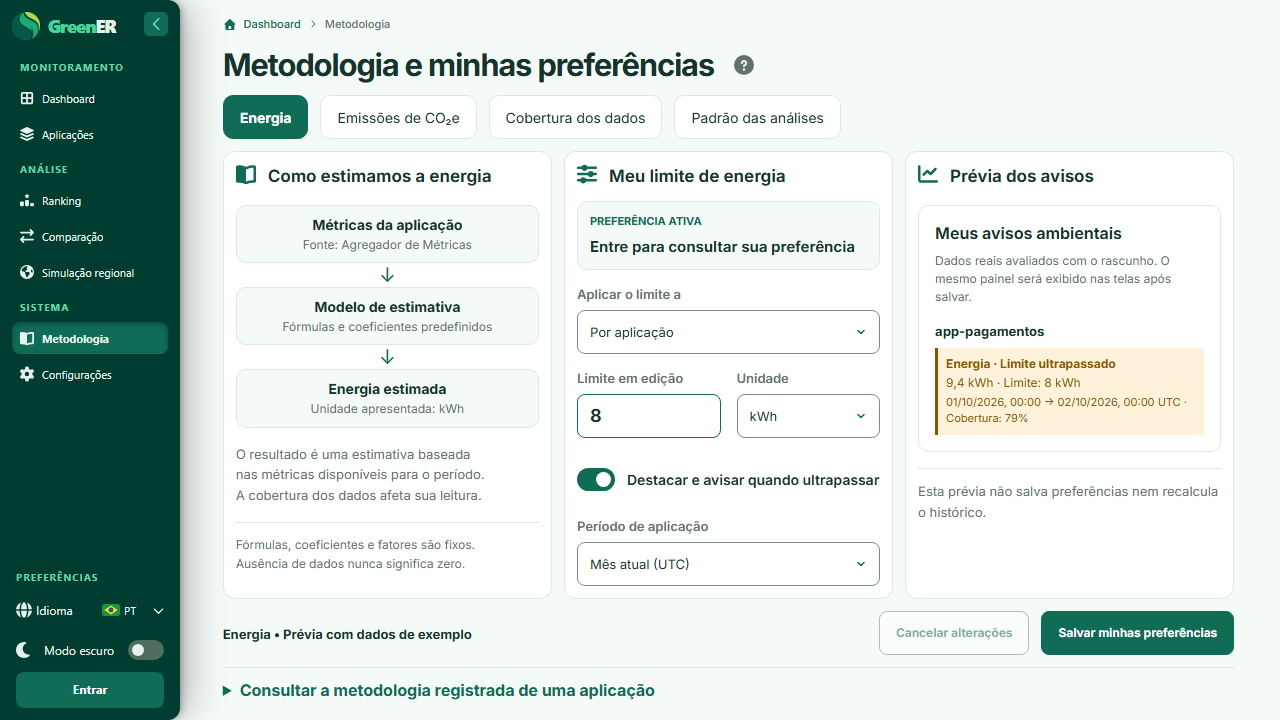 GreenER
MONITORAMENTO
Dashboard
Aplicações
ANÁLISE
Ranking
Comparação
Simulação regional
SISTEMA
Metodologia
Configurações
PREFERÊNCIAS
Idioma
PT
Modo escuro
Entrar
Dashboard > Metodologia
Metodologia e minhas preferências ?
Energia
Emissões de CO₂e
Cobertura dos dados
Padrão das análises
Como estimamos a energia
Métricas da aplicação
Fonte: Agregador de Métricas
↓
Modelo de estimativa
Fórmulas e coeficientes predefinidos
↓
Energia estimada
Unidade apresentada: kWh
O resultado é uma estimativa baseada
nas métricas disponíveis para o período.
A cobertura dos dados afeta sua leitura.
Fórmulas, coeficientes e fatores são fixos.
Ausência de dados nunca significa zero.
Meu limite de energia
PREFERÊNCIA ATIVA
Entre para consultar sua preferência
Aplicar o limite a
Por aplicação
Limite em edição
8
Unidade
kWh
Destacar e avisar quando ultrapassar
Período de aplicação
Mês atual (UTC)
Prévia dos avisos
Meus avisos ambientais
Dados reais avaliados com o rascunho. O
mesmo painel será exibido nas telas após
salvar.
app-pagamentos
Energia · Limite ultrapassado
9,4 kWh · Limite: 8 kWh
01/10/2026, 00:00 → 02/10/2026, 00:00 UTC ·
Cobertura: 79%
Esta prévia não salva preferências nem recalcula
o histórico.
Energia • Prévia com dados de exemplo
Cancelar alterações
Salvar minhas preferências
Consultar a metodologia registrada de uma aplicação